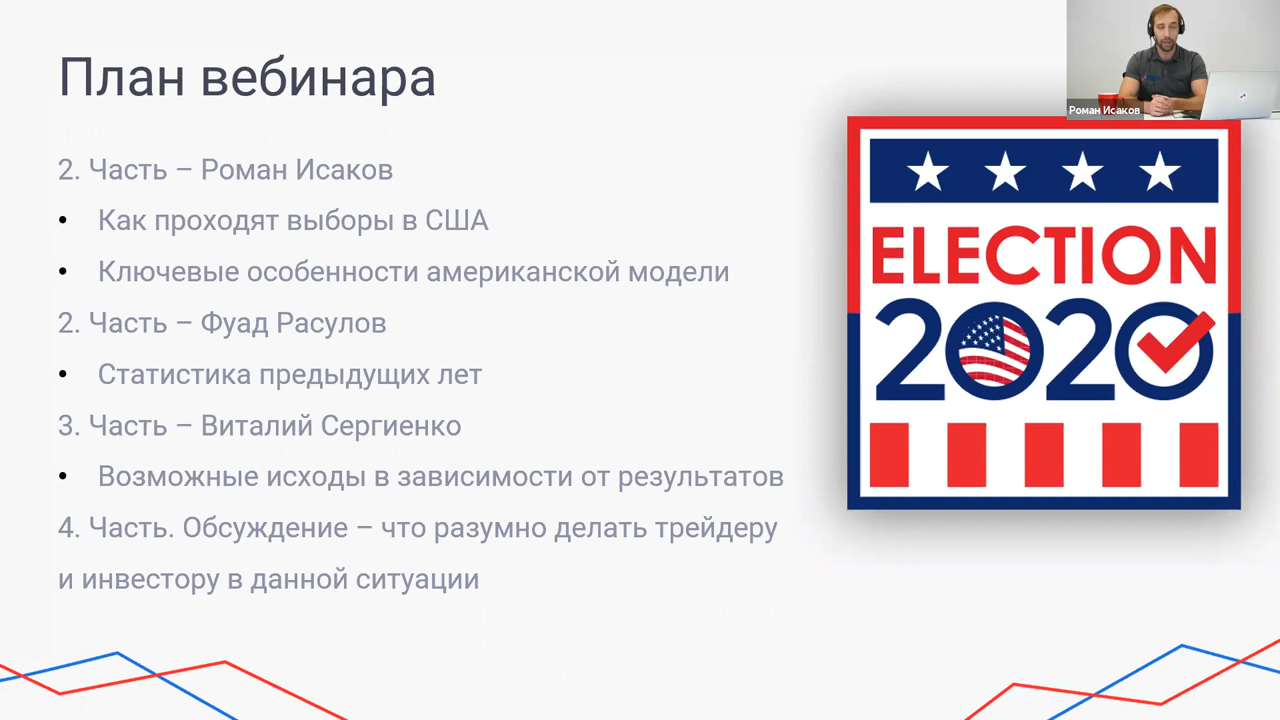 План вебинара
2. Часть – Роман Исаков
• Как проходят выборы в США
• Ключевые особенности американской модели
2. Часть – Фуад Расулов
• Статистика предыдущих лет
3. Часть – Виталий Сергиенко
• Возможные исходы в зависимости от результатов
4. Часть. Обсуждение – что разумно делать трейдеру
и инвестору в данной ситуации
Роман Исаков
ELECTION
2020